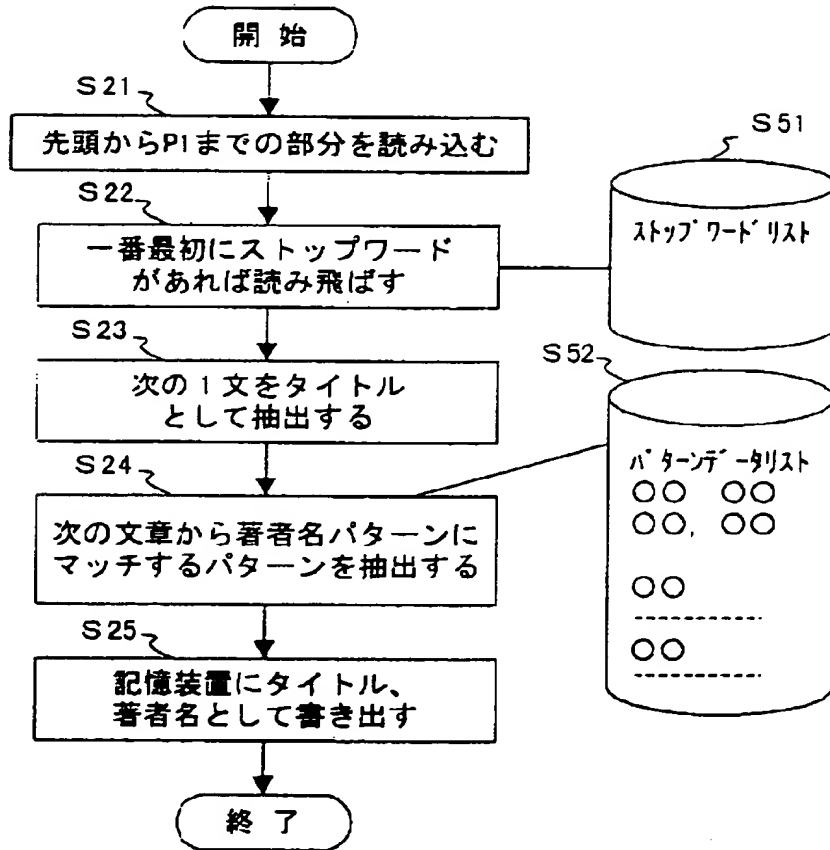 開始
S21
先頭からP1までの部分を読み込む
S22
一番最初にストップワード
があれば読み飛ばす
S51
ストップワードリスト
S23
次の1文をタイトル
として抽出する
S52
パターンデータリスト
○○ ○○
○○, ○○
○○
○○
S24
次の文章から著者名パターンに
マッチするパターンを抽出する
S25
記憶装置にタイトル、
著者名として書き出す
終了